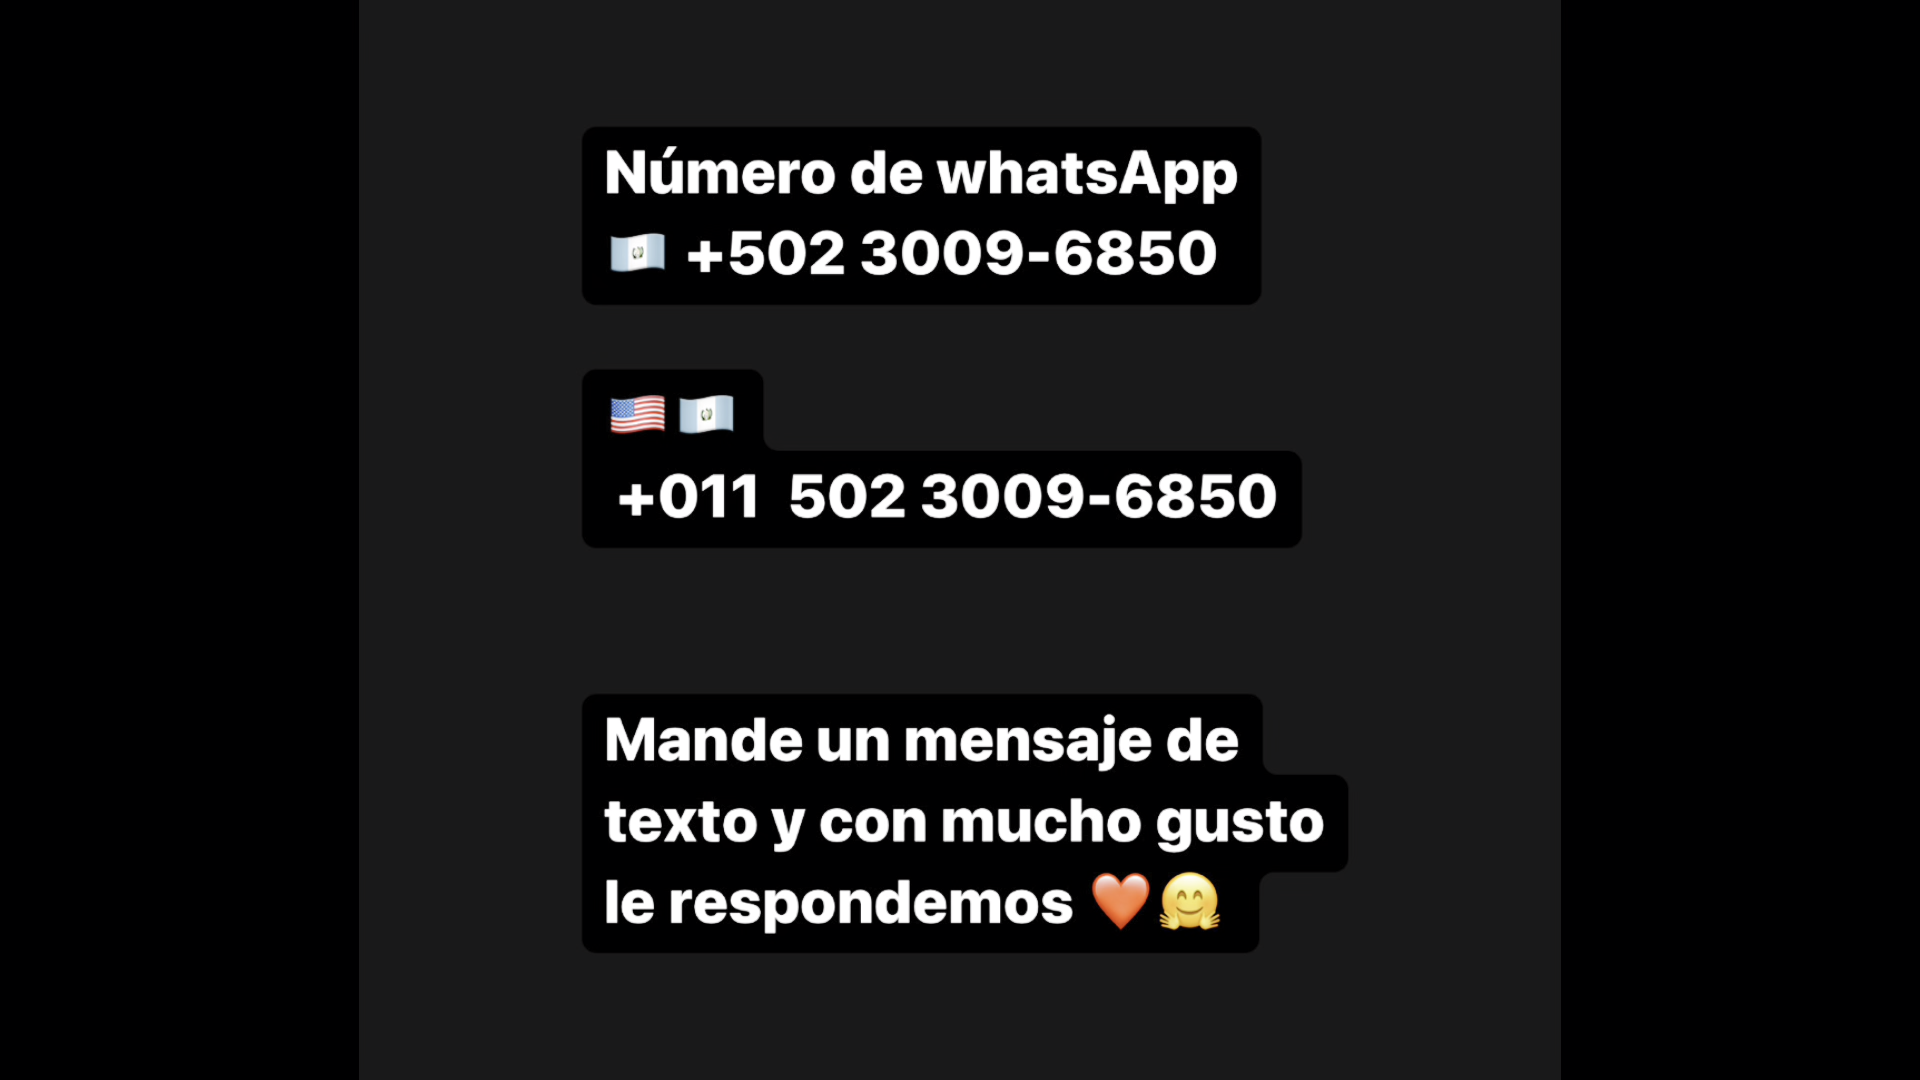 Número de whatsApp
🇬🇹 +502 3009-6850
🇺🇸 🇬🇹
+011  502 3009-6850
Mande un mensaje de
texto y con mucho gusto
le respondemos ❤️🤗